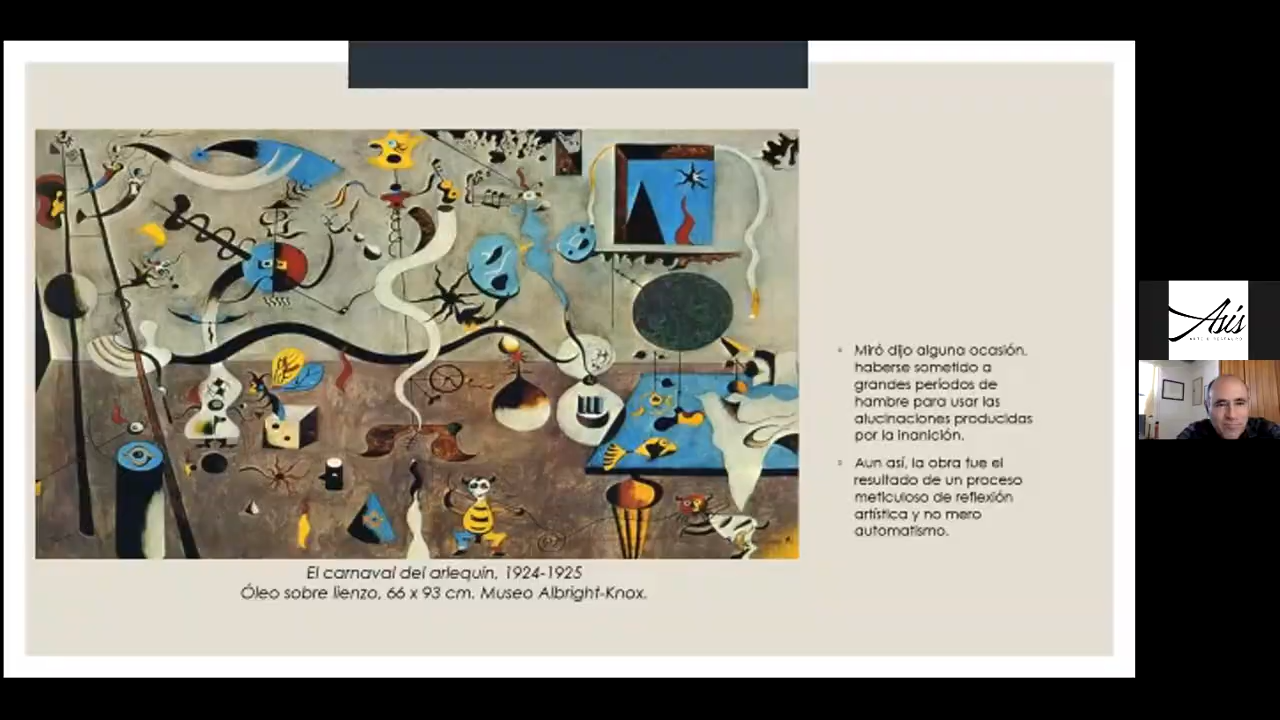 Miró dijo alguna ocasión,
haberse sometido a
grandes períodos de
hambre para usar las
alucinaciones producidas
por la inanición.
Aun así, la obra fue el
resultado de un proceso
meticuloso de reflexión
artística y no mero
automatismo.
El carnaval del arlequín, 1924-1925
Óleo sobre lienzo, 66 x 93 cm. Museo Albright-Knox.
Asís